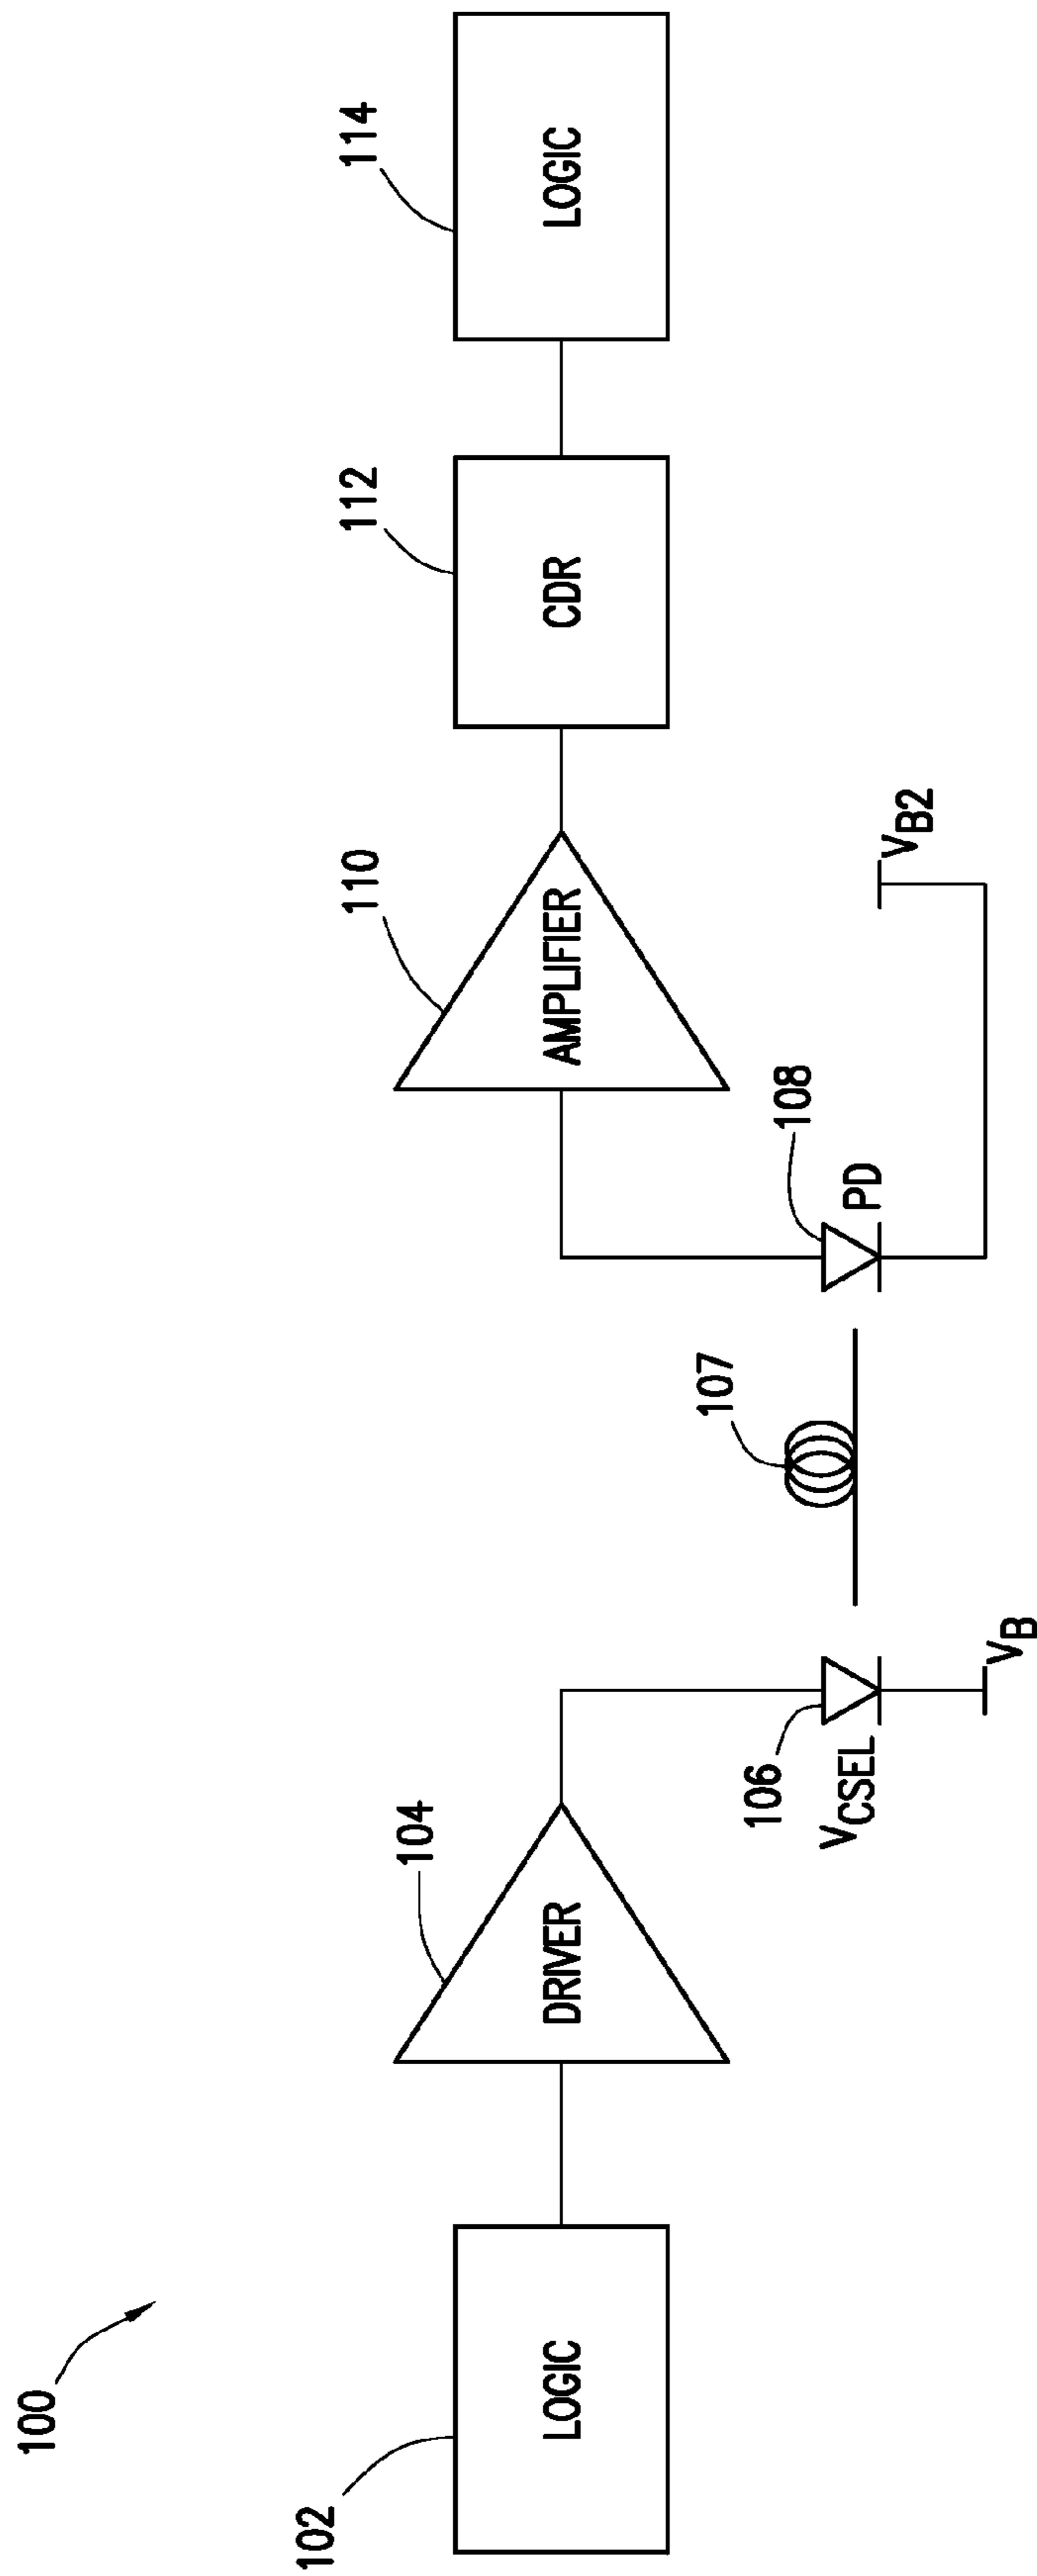 100
102
LOGIC
104
DRIVER
106
VCSEL
VB
107
108
PD
VB2
110
AMPLIFIER
112
CDR
114
LOGIC